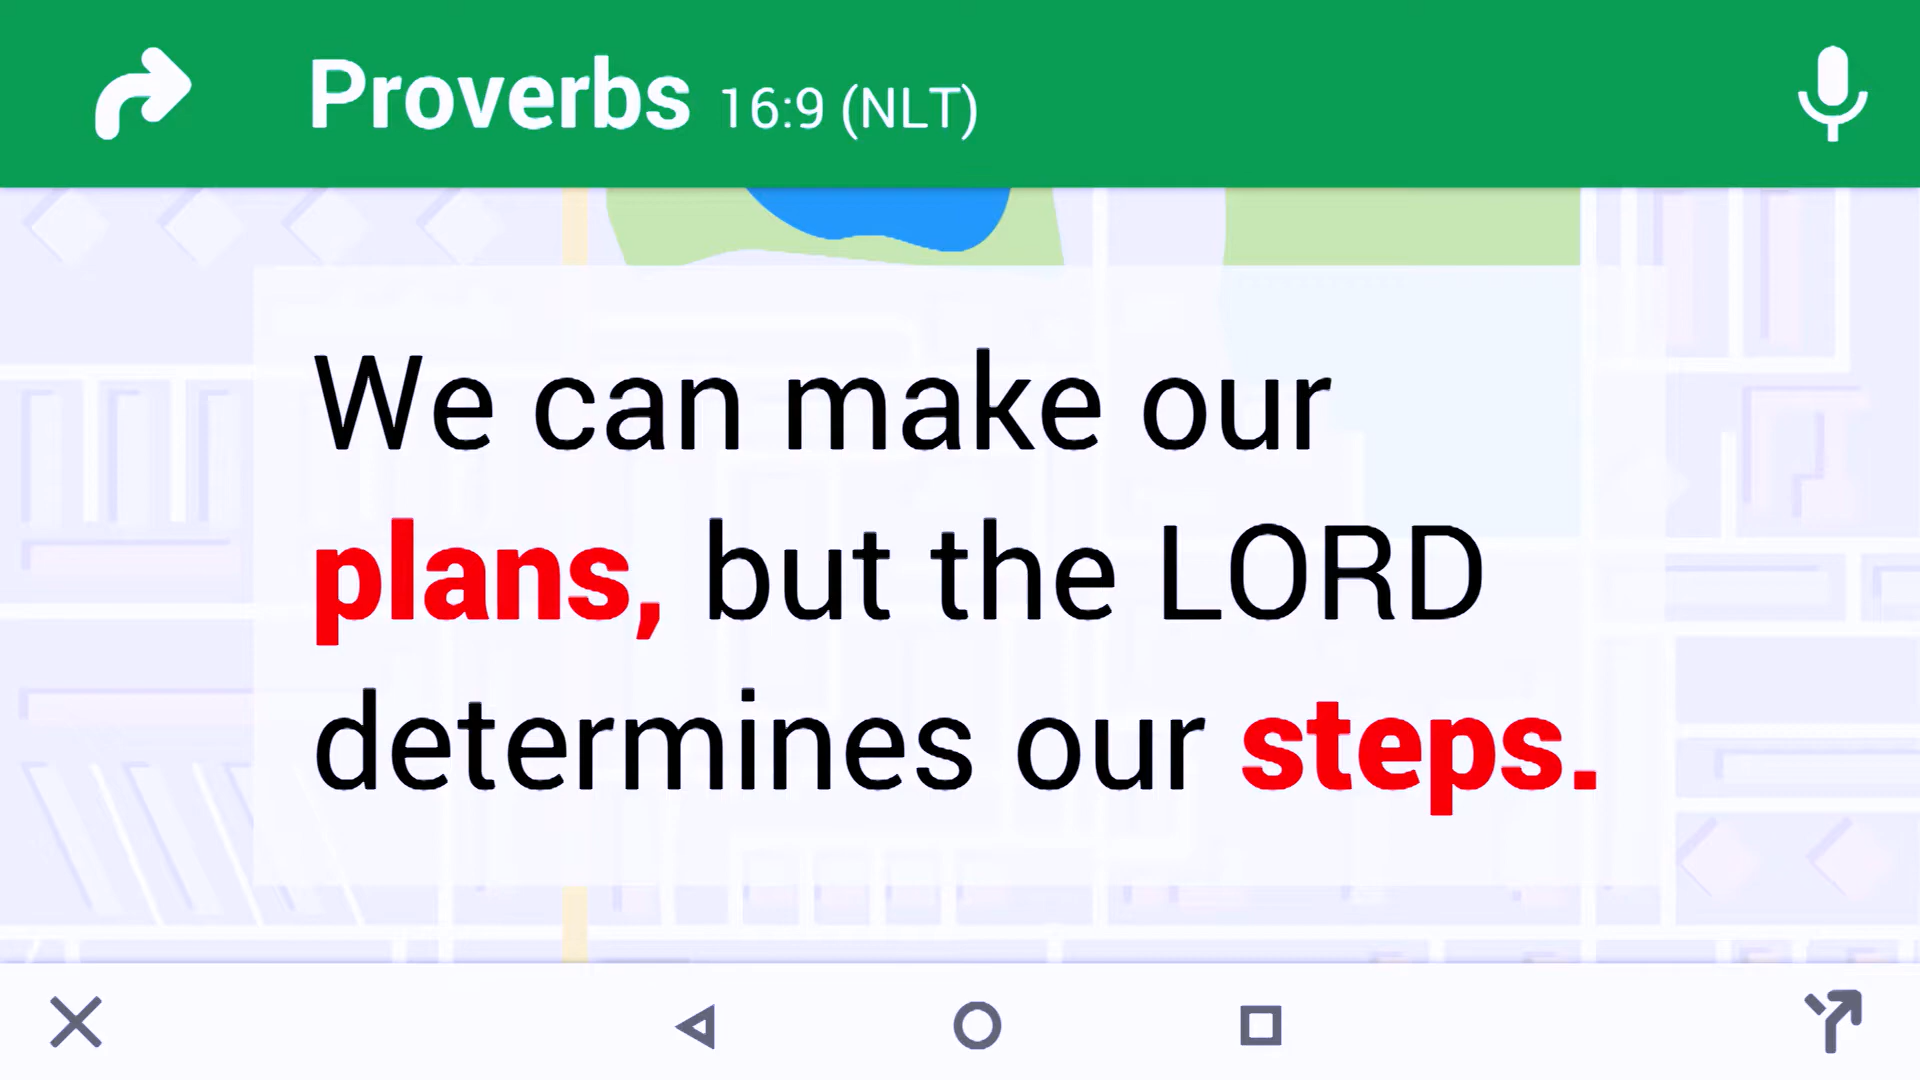 Proverbs 16:9 (NLT)
We can make our
plans, but the LORD
determines our steps.